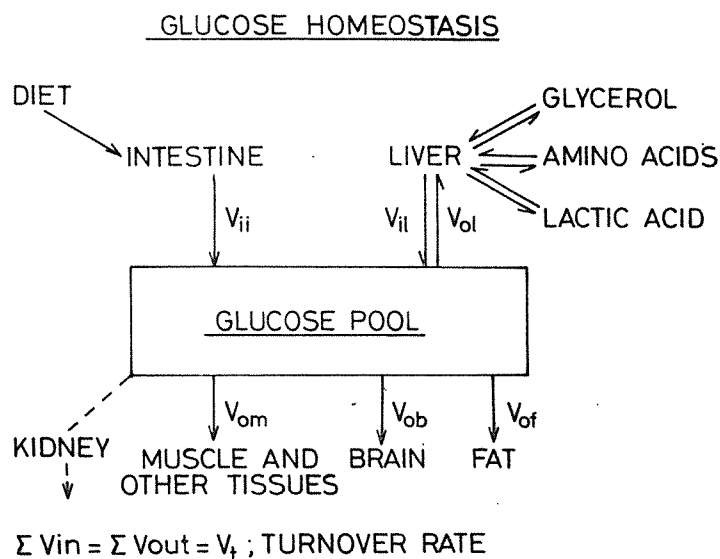 GLUCOSE HOMEOSTASIS
DIET
GLYCEROL
INTESTINE
LIVER
AMINO ACIDS
LACTIC ACID
Vii
Vil
Vol
GLUCOSE POOL
Vom
Vob
Vof
KIDNEY
MUSCLE AND
OTHER TISSUES
BRAIN
FAT
Σ Vin = Σ Vout = Vt ; TURNOVER RATE